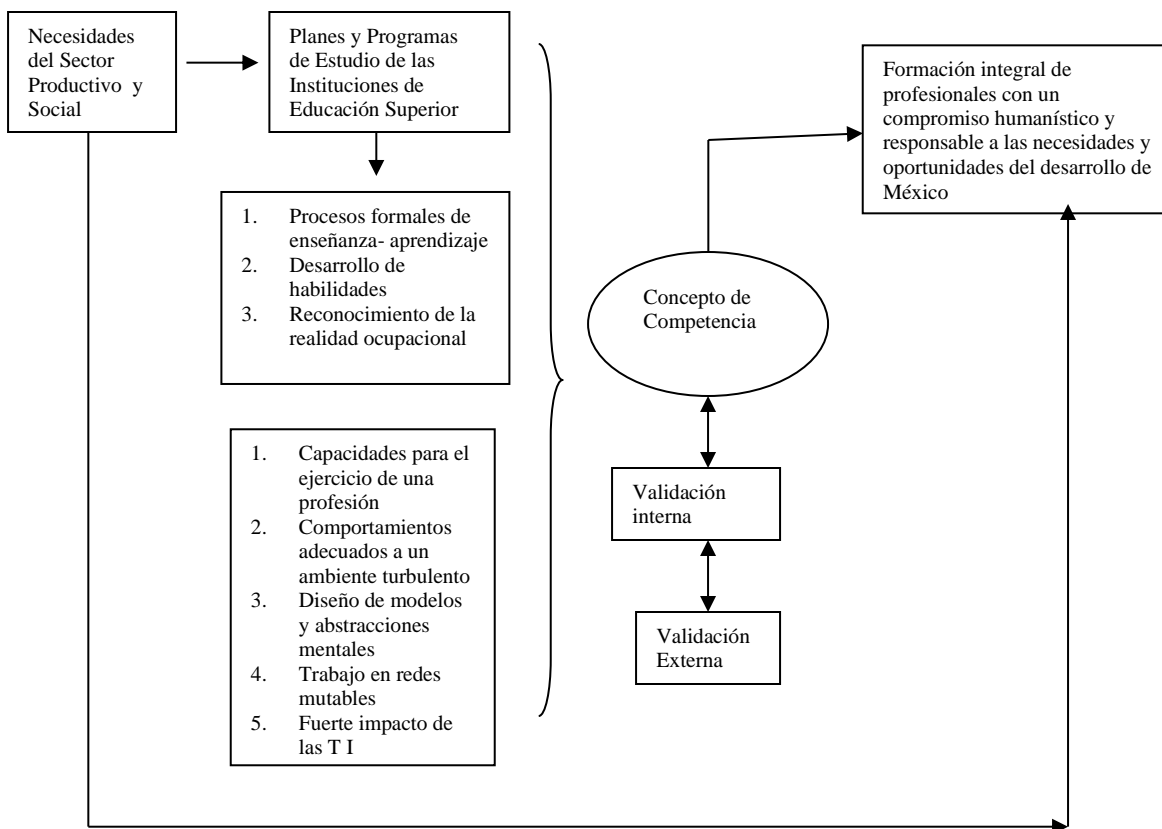 Necesidades
del Sector
Productivo y
Social
Planes y Programas
de Estudio de las
Instituciones de
Educación Superior
Formación integral de
profesionales con un
compromiso humanístico y
responsable a las necesidades y
oportunidades del desarrollo de
México
1. Procesos formales de
enseñanza- aprendizaje
2. Desarrollo de
habilidades
3. Reconocimiento de la
realidad ocupacional
Concepto de
Competencia
1. Capacidades para el
ejercicio de una
profesión
2. Comportamientos
adecuados a un
ambiente turbulento
3. Diseño de modelos
y abstracciones
mentales
4. Trabajo en redes
mutables
5. Fuerte impacto de
las T I
Validación
interna
Validación
Externa